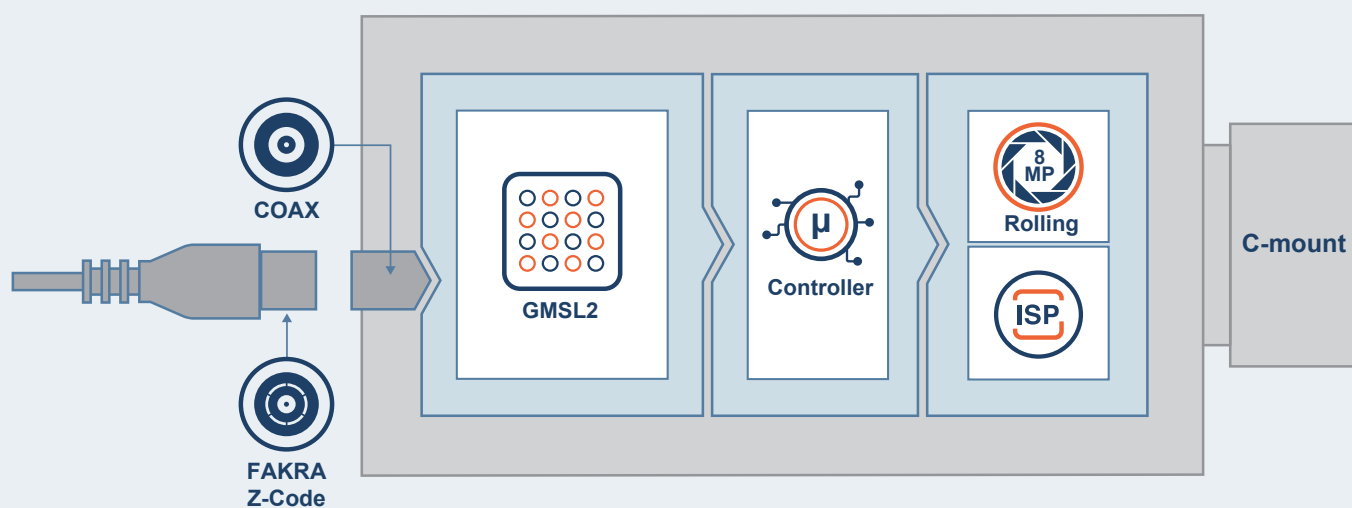 COAX
FAKRA
Z-Code
GMSL2
µ
Controller
8
MP
Rolling
ISP
C-mount